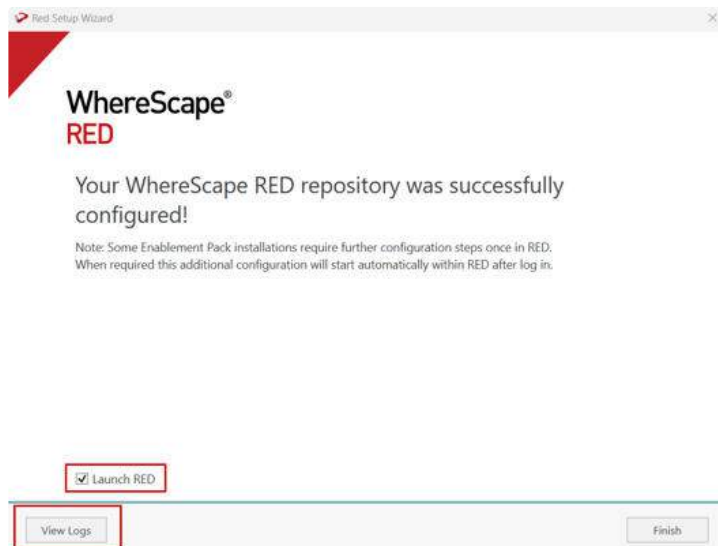 Red Setup Wizard
WhereScape®
RED
Your WhereScape RED repository was successfully
configured!
Note: Some Enablement Pack installations require further configuration steps once in RED.
When required this additional configuration will start automatically within RED after log in.
Launch RED
View Logs
Finish